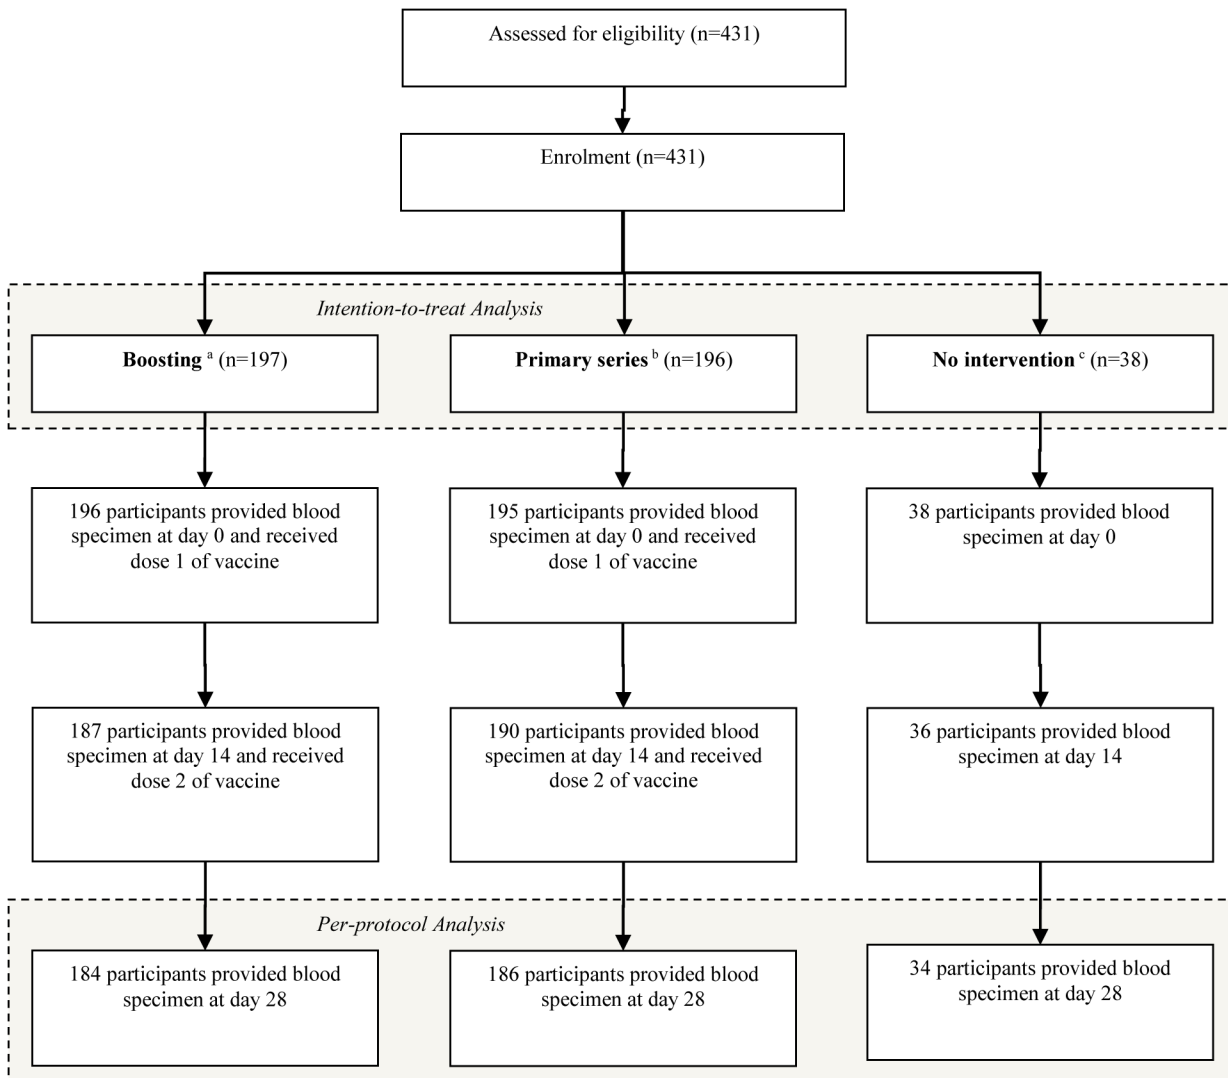 Assessed for eligibility (n=431)
Enrolment (n=431)
Intention-to-treat Analysis
Boosting a (n=197)
Primary series b (n=196)
No intervention c (n=38)
196 participants provided blood
specimen at day 0 and received
dose 1 of vaccine
195 participants provided blood
specimen at day 0 and received
dose 1 of vaccine
38 participants provided blood
specimen at day 0
187 participants provided blood
specimen at day 14 and received
dose 2 of vaccine
190 participants provided blood
specimen at day 14 and received
dose 2 of vaccine
36 participants provided blood
specimen at day 14
Per-protocol Analysis
184 participants provided blood
specimen at day 28
186 participants provided blood
specimen at day 28
34 participants provided blood
specimen at day 28